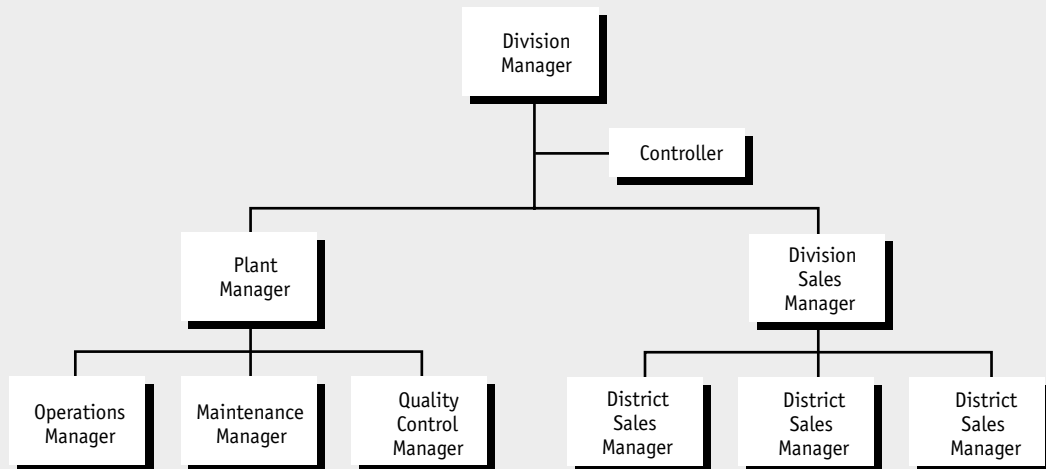 Division
Manager
Controller
Plant
Manager
Division
Sales
Manager
Operations
Manager
Maintenance
Manager
Quality
Control
Manager
District
Sales
Manager
District
Sales
Manager
District
Sales
Manager